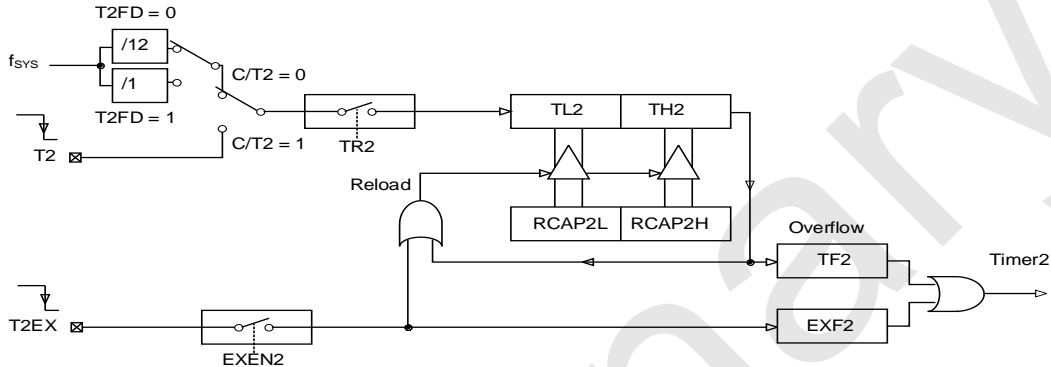 T2FD = 0
/12
fSYS
/1
T2FD = 1
C/T2 = 0
T2
C/T2 = 1
TR2
TL2
TH2
Reload
RCAP2L
RCAP2H
Overflow
TF2
Timer2
T2EX
EXEN2
EXF2
nary